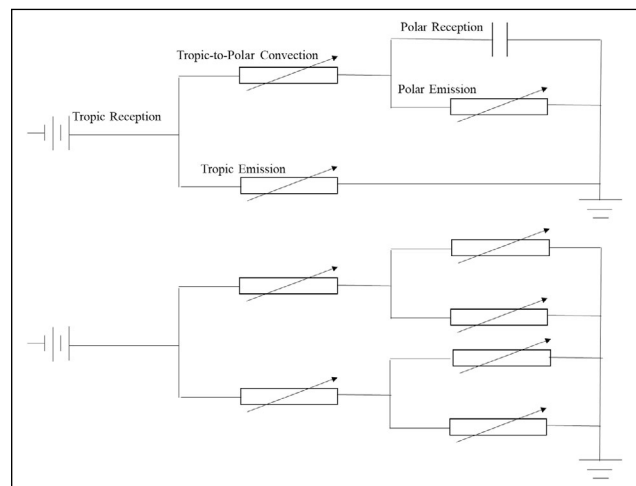 Polar Reception
Tropic-to-Polar Convection
Polar Emission
Tropic Reception
Tropic Emission